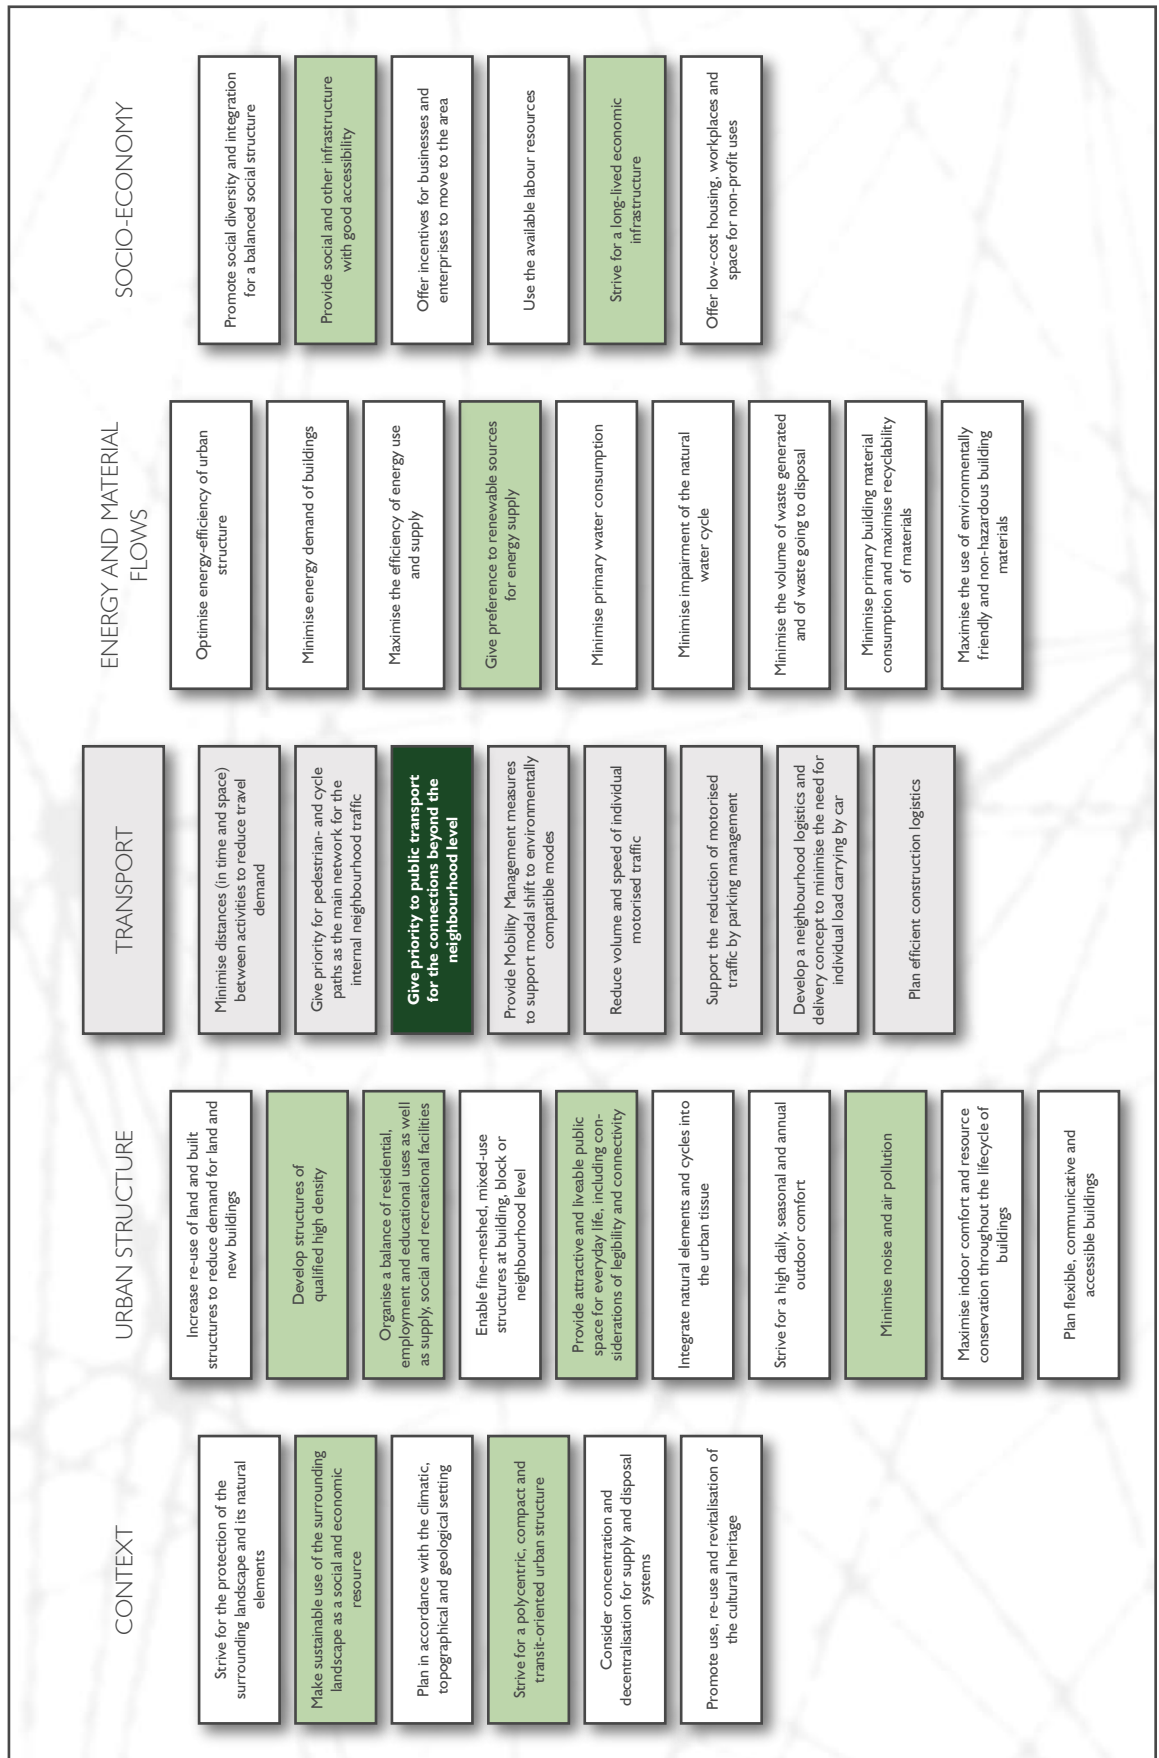 CONTEXT
Strive for the protection of the
surrounding landscape and its natural
elements
Make sustainable use of the surrounding
landscape as a social and economic
resource
Plan in accordance with the climatic,
topographical and geological setting
Strive for a polycentric, compact and
transit-oriented urban structure
Consider concentration and
decentralisation for supply and disposal
systems
Promote use, re-use and revitalisation of
the cultural heritage
URBAN STRUCTURE
Increase re-use of land and built
structures to reduce demand for land and
new buildings
Develop structures of
qualified high density
Organise a balance of residential,
employment and educational uses as well
as supply, social and recreational facilities
Enable fine-meshed, mixed-use
structures at building, block or
neighbourhood level
Provide attractive and liveable public
space for everyday life, including con-
siderations of legibility and connectivity
Integrate natural elements and cycles into
the urban tissue
Strive for a high daily, seasonal and annual
outdoor comfort
Minimise noise and air pollution
Maximise indoor comfort and resource
conservation throughout the lifecycle of
buildings
Plan flexible, communicative and
accessible buildings
TRANSPORT
Minimise distances (in time and space)
between activities to reduce travel
demand
Give priority for pedestrian- and cycle
paths as the main network for the
internal neighbourhood traffic
Give priority to public transport
for the connections beyond the
neighbourhood level
Provide Mobility Management measures
to support modal shift to environmentally
compatible modes
Reduce volume and speed of individual
motorised traffic
Support the reduction of motorised
traffic by parking management
Develop a neighbourhood logistics and
delivery concept to minimise the need for
individual load carrying by car
Plan efficient construction logistics
ENERGY AND MATERIAL
FLOWS
Optimise energy-efficiency of urban
structure
Minimise energy demand of buildings
Maximise the efficiency of energy use
and supply
Give preference to renewable sources
for energy supply
Minimise primary water consumption
Minimise impairment of the natural
water cycle
Minimise the volume of waste generated
and of waste going to disposal
Minimise primary building material
consumption and maximise recyclability
of materials
Maximise the use of environmentally
friendly and non-hazardous building
materials
SOCIO-ECONOMY
Promote social diversity and integration
for a balanced social structure
Provide social and other infrastructure
with good accessibility
Offer incentives for businesses and
enterprises to move to the area
Use the available labour resources
Strive for a long-lived economic
infrastructure
Offer low-cost housing, workplaces and
space for non-profit uses